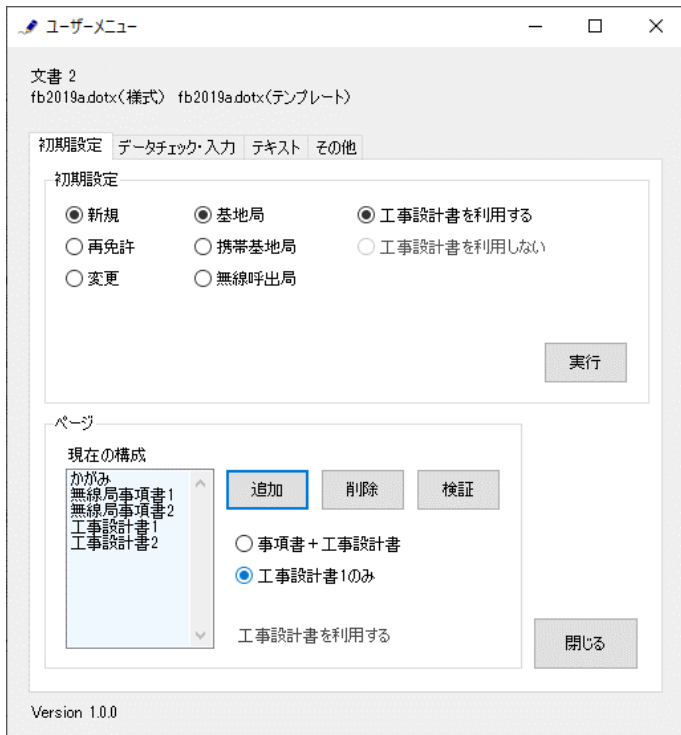 ユーザーメニュー
文書 2
fb2019a.dotx(様式) fb2019a.dotx(テンプレート)
初期設定 データチェック・入力 テキスト その他
初期設定
新規 基地局 工事設計書を利用する
再免許 携帯基地局 工事設計書を利用しない
変更 無線呼出局
実行
ページ
現在の構成
かがみ
無線局事項書1
無線局事項書2
工事設計書1
工事設計書2
追加 削除 検証
事項書+工事設計書
工事設計書1のみ
工事設計書を利用する
閉じる
Version 1.0.0